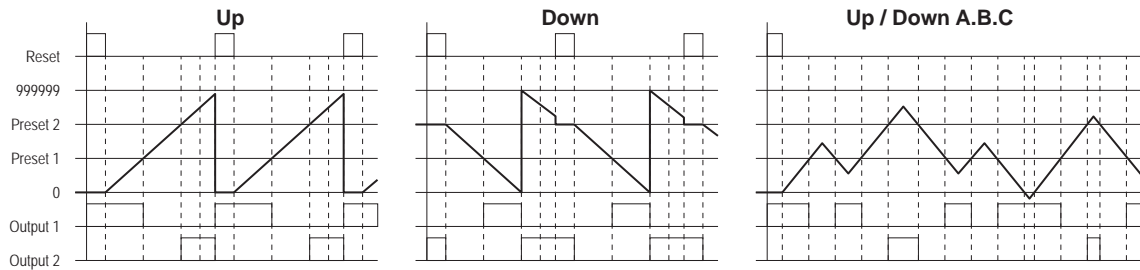 Up
Down
Up / Down A.B.C
Reset
999999
Preset 2
Preset 1
0
Output 1
Output 2